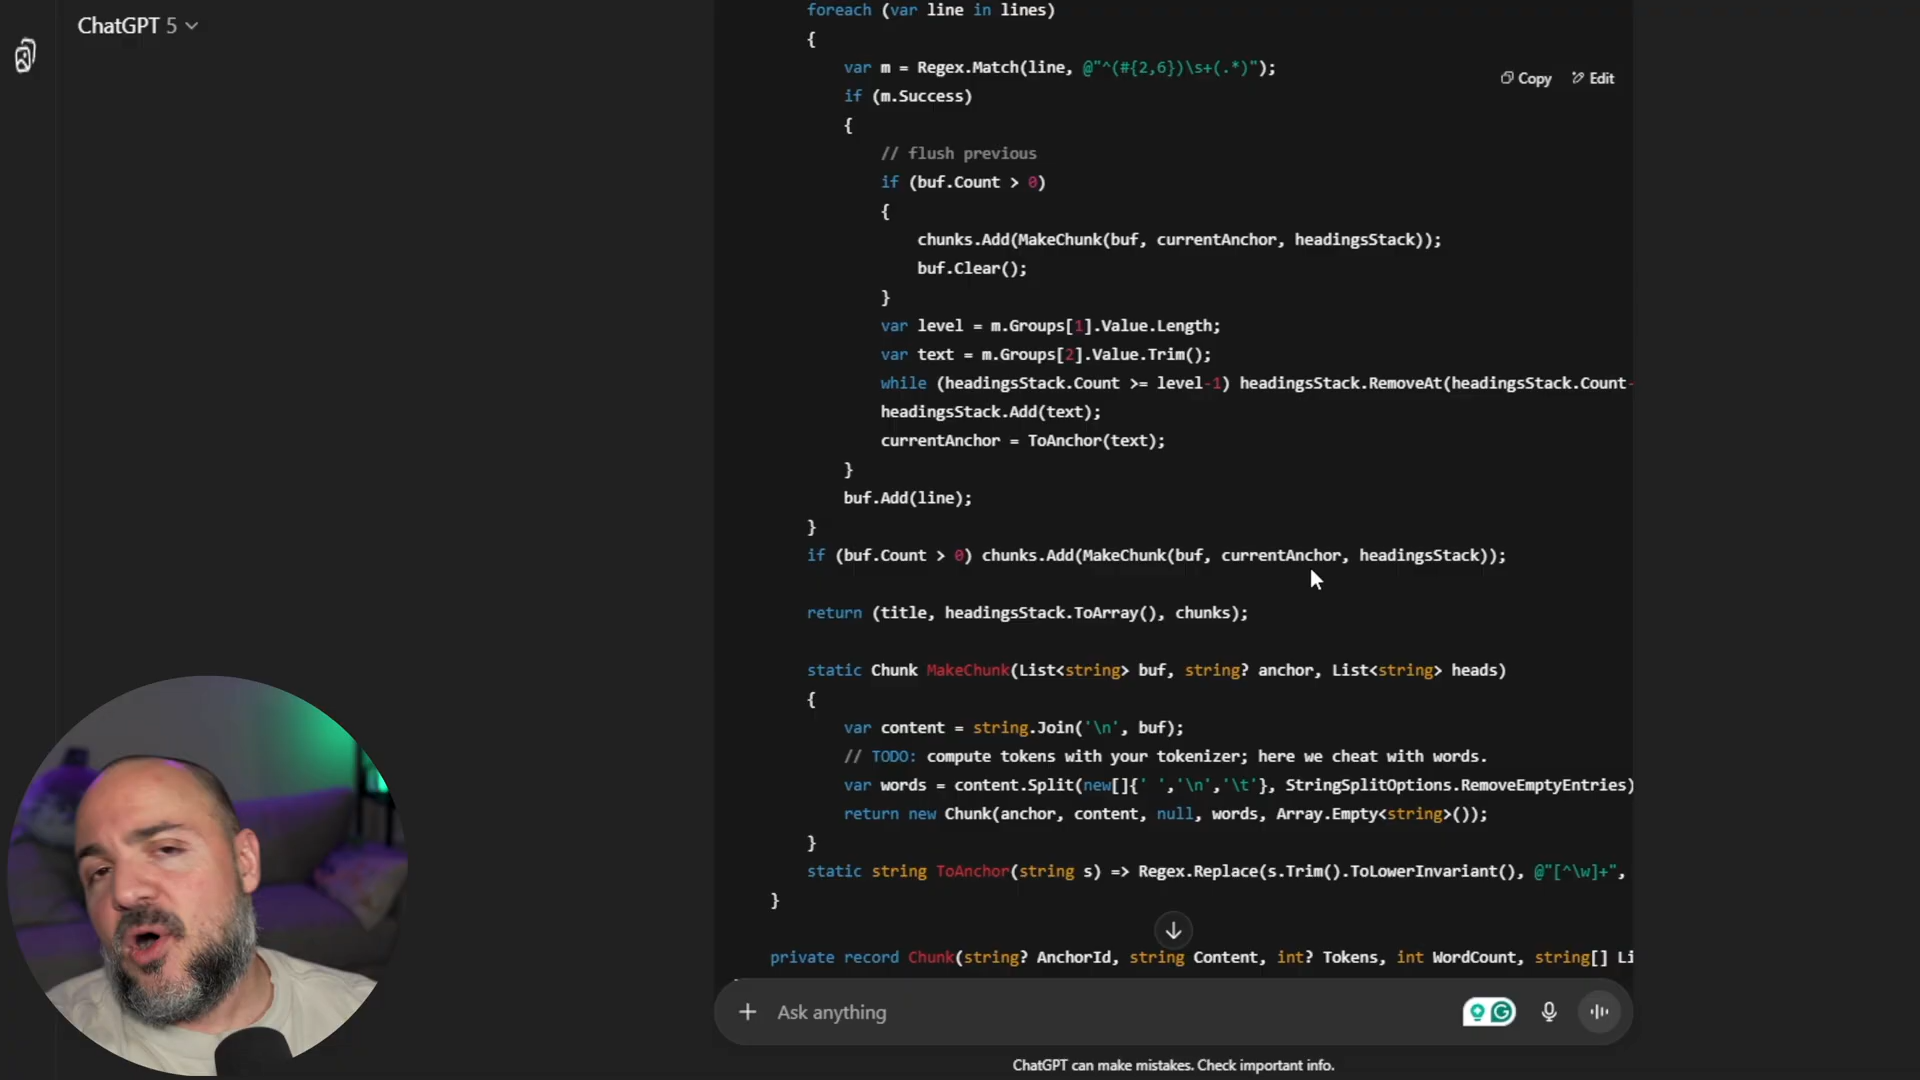 ChatGPT 5
foreach (var line in lines)
{
var m = Regex.Match(line, @"^(#{2,6})\s+(.*)");
Copy Edit
if (m.Success)
{
// flush previous
if (buf.Count > 0)
{
chunks.Add(MakeChunk(buf, currentAnchor, headingsStack));
buf.Clear();
}
var level = m.Groups[1].Value.Length;
var text = m.Groups[2].Value.Trim();
while (headingsStack.Count >= level-1) headingsStack.RemoveAt(headingsStack.Count-
headingsStack.Add(text);
currentAnchor = ToAnchor(text);
}
buf.Add(line);
}
if (buf.Count > 0) chunks.Add(MakeChunk(buf, currentAnchor, headingsStack));
return (title, headingsStack.ToArray(), chunks);
static Chunk MakeChunk(List<string> buf, string? anchor, List<string> heads)
{
var content = string.Join('\n', buf);
// TODO: compute tokens with your tokenizer; here we cheat with words.
var words = content.Split(new[]{' ','\n','\t'}, StringSplitOptions.RemoveEmptyEntries)
return new Chunk(anchor, content, null, words, Array.Empty<string>());
}
static string ToAnchor(string s) => Regex.Replace(s.Trim().ToLowerInvariant(), @"[^\w]+",
}
private record Chunk(string? AnchorId, string Content, int? Tokens, int WordCount, string[] Li
Ask anything
ChatGPT can make mistakes. Check important info.